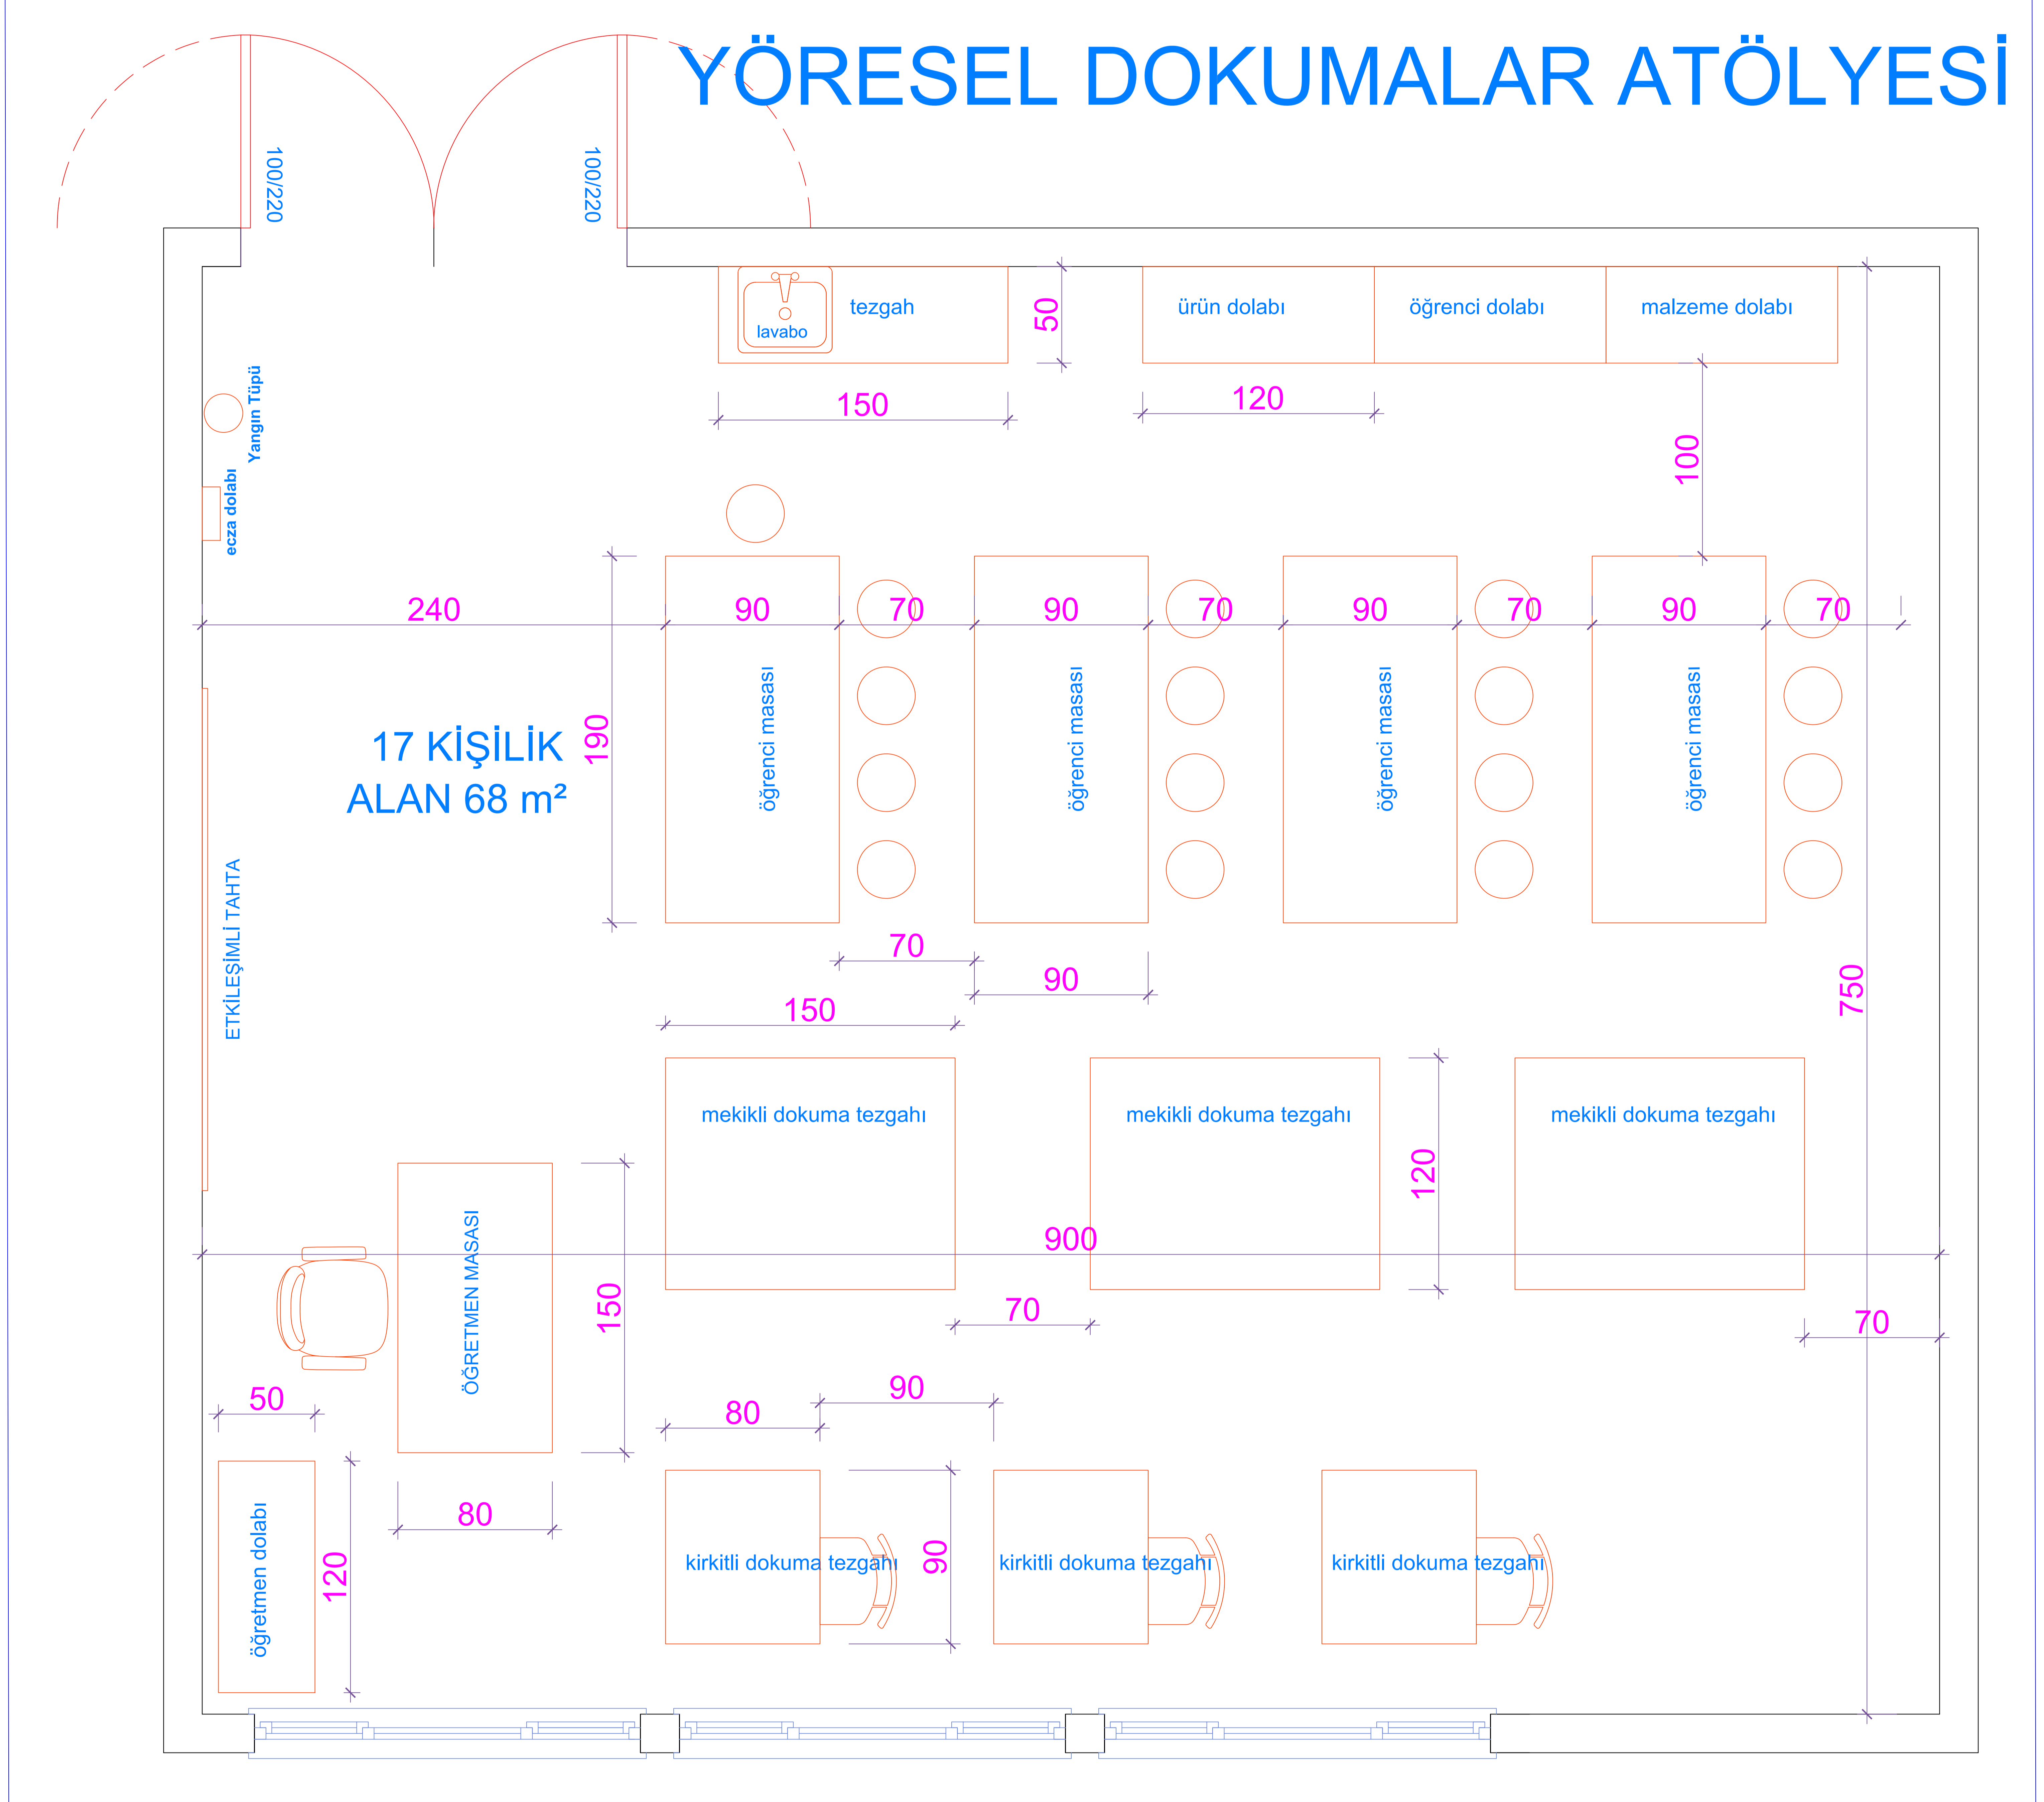 YÖRESEL DOKUMALAR ATÖLYESİ
100/220
100/220
lavabo
tezgah
50
ürün dolabı
öğrenci dolabı
malzeme dolabı
150
120
Yangın Tüpü
ecza dolabı
100
240
90
70
90
70
90
70
90
70
17 KİŞİLİK
ALAN 68 m²
190
öğrenci masası
öğrenci masası
öğrenci masası
öğrenci masası
ETKİLEŞİMLİ TAHTA
70
90
150
750
mekikli dokuma tezgahı
mekikli dokuma tezgahı
mekikli dokuma tezgahı
120
900
ÖĞRETMEN MASASI
150
70
70
50
80
90
80
öğretmen dolabı
120
kirkitli dokuma tezgahı
90
kirkitli dokuma tezgahı
kirkitli dokuma tezgahı